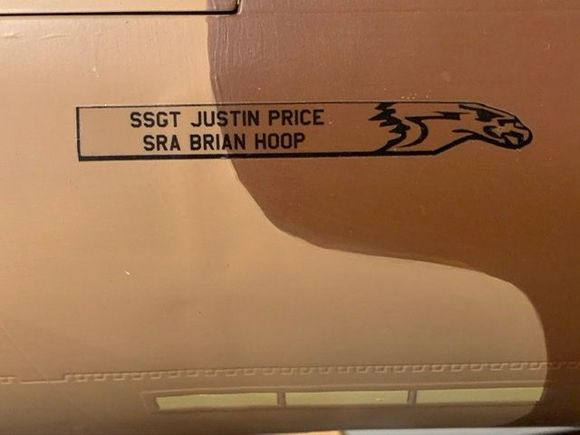 SSGT JUSTIN PRICE
SRA BRIAN HOOP